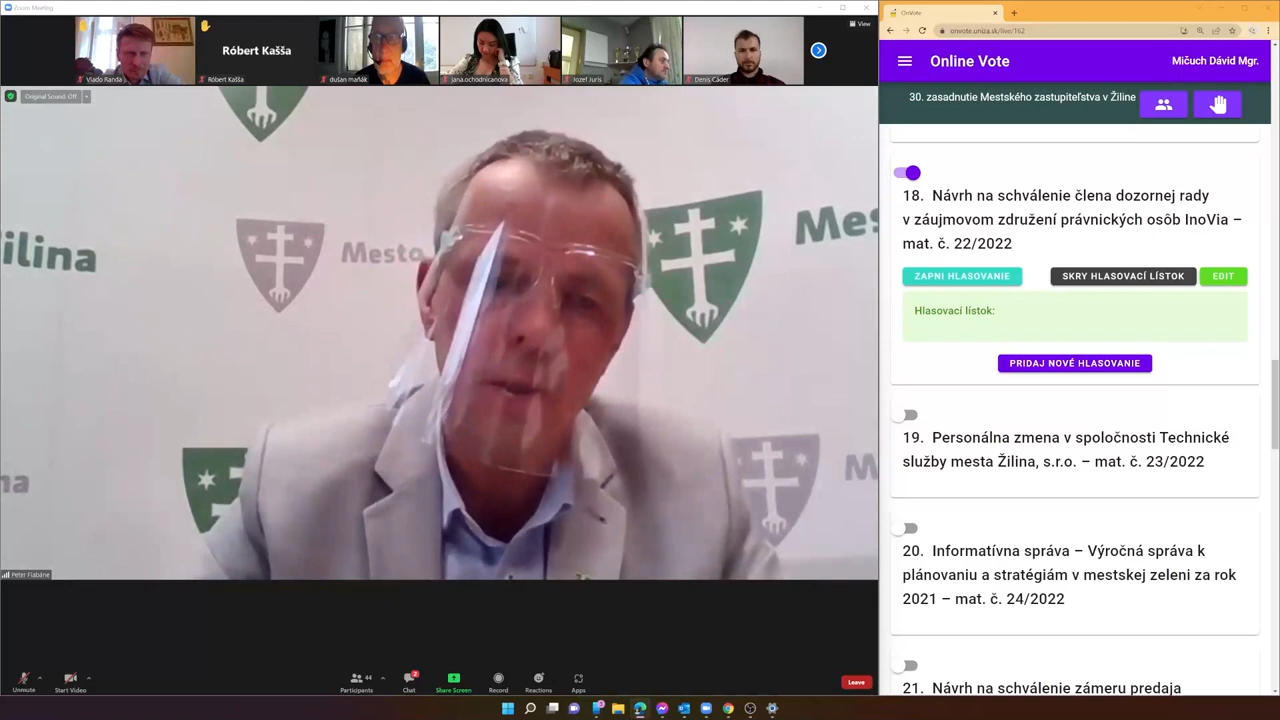 Zoom Meeting
View
Vlado Randa
Róbert Kašša
Róbert Kašša
dušan maňák
jana.ochodnicanova
Jozef Juris
Denis Cáder
Original Sound: Off
ilina
Mesto
Mes
na
M
Peter Fiabáne
Unmute
Start Video
44
Participants
2
Chat
Share Screen
Record
Reactions
Apps
Leave
OnVote
onvote.uniza.sk/live/162
Online Vote
Mičuch Dávid Mgr.
30. zasadnutie Mestského zastupiteľstva v Žiline
18. Návrh na schválenie člena dozornej rady
v záujmovom združení právnických osôb InoVia –
mat. č. 22/2022
ZAPNI HLASOVANIE
SKRY HLASOVACÍ LÍSTOK
EDIT
Hlasovací lístok:
PRIDAJ NOVÉ HLASOVANIE
19. Personálna zmena v spoločnosti Technické
služby mesta Žilina, s.r.o. – mat. č. 23/2022
20. Informatívna správa – Výročná správa k
plánovaniu a stratégiám v mestskej zeleni za rok
2021 – mat. č. 24/2022
21. Návrh na schválenie zámeru predaja